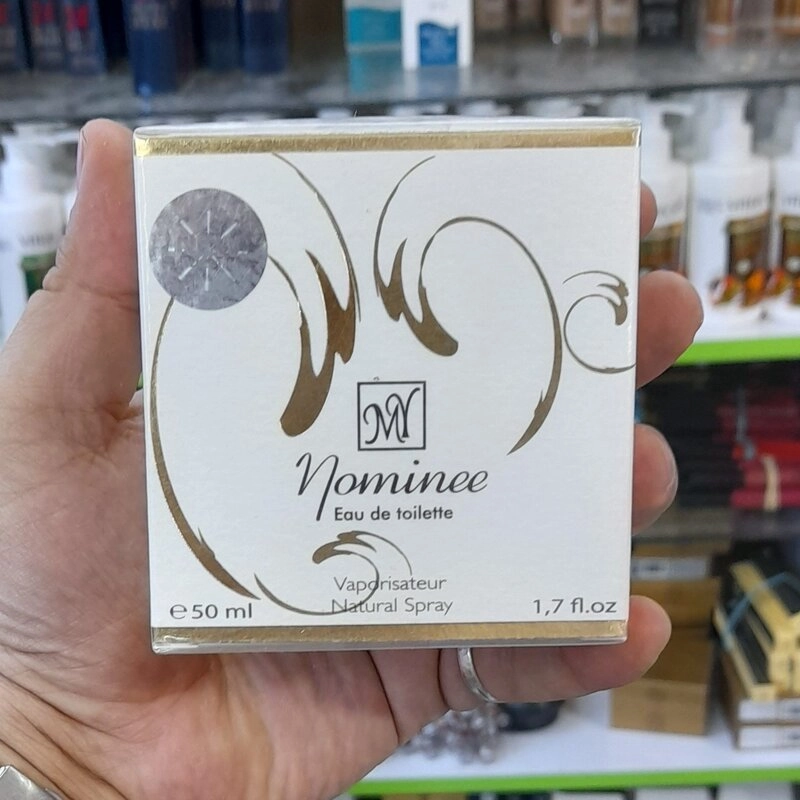 MY
Nominee
Eau de toilette
Vaporisateur
Natural Spray
℮50 ml
1,7 fl.oz